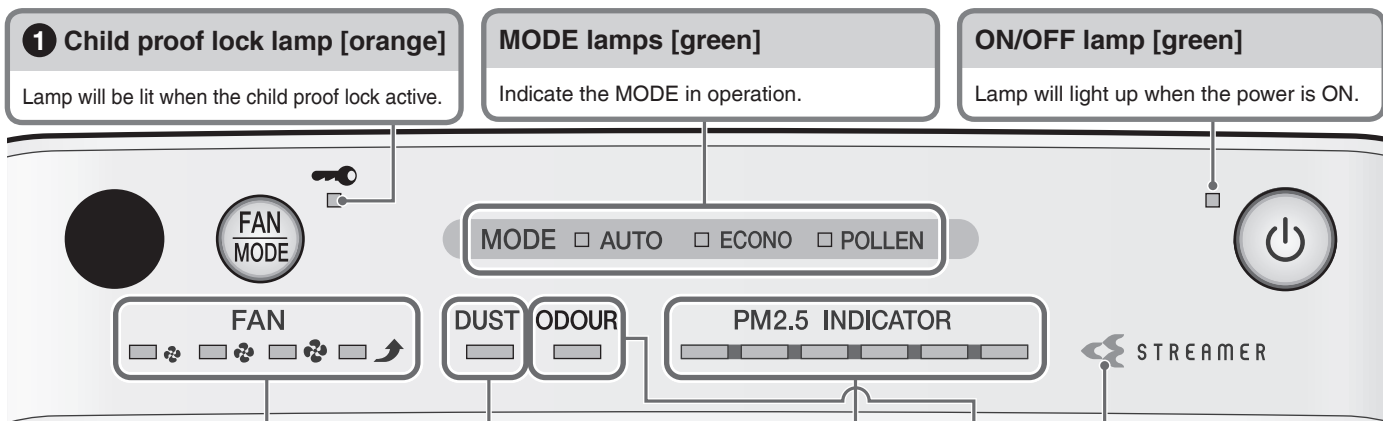 1 Child proof lock lamp [orange]
Lamp will be lit when the child proof lock active.
MODE lamps [green]
Indicate the MODE in operation.
ON/OFF lamp [green]
Lamp will light up when the power is ON.
FAN
MODE
MODE AUTO ECONO POLLEN
FAN
DUST
ODOUR
PM2.5 INDICATOR
STREAMER